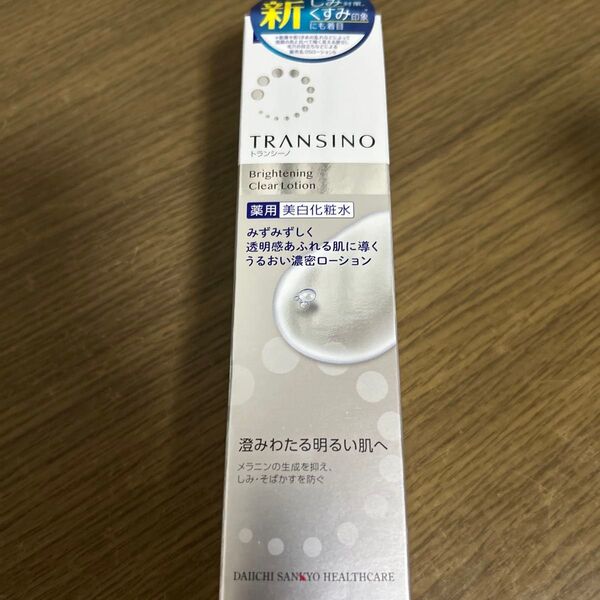 新
しみ対策、
くすみ印象
にも着目
TRANSINO
トランシーノ
Brightening
Clear Lotion
薬用 美白化粧水
みずみずしく
透明感あふれる肌に導く
うるおい濃密ローション
澄みわたる明るい肌へ
メラニンの生成を抑え、
しみ・そばかすを防ぐ
DAIICHI SANKYO HEALTHCARE